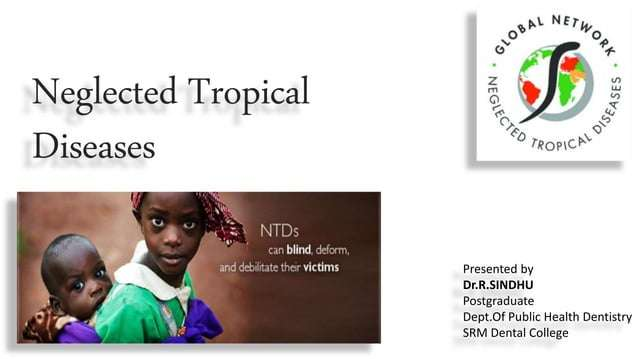 Neglected Tropical
Diseases
GLOBAL NETWORK
NEGLECTED TROPICAL DISEASES
NTDs
can blind, deform,
and debilitate their victims
Presented by
Dr.R.SINDHU
Postgraduate
Dept.Of Public Health Dentistry
SRM Dental College